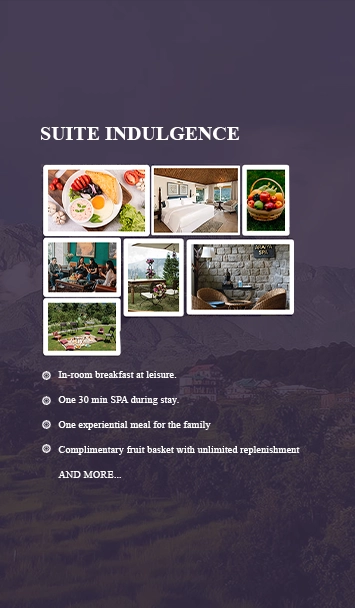 SUITE INDULGENCE
In-room breakfast at leisure.
One 30 min SPA during stay.
One experiential meal for the family
Complimentary fruit basket with unlimited replenishment
AND MORE...